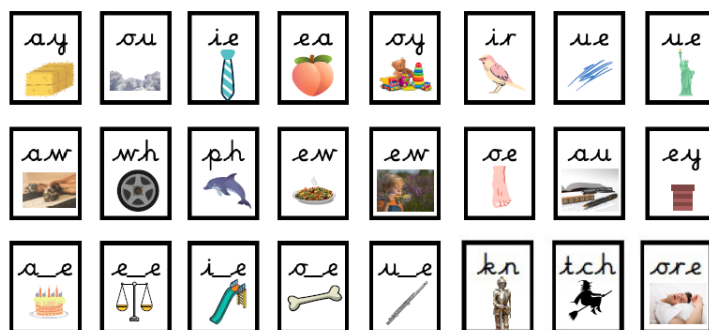 ay ou ie ea oy ir ue ue
aw wh ph ew ew oe au ey
a_e e_e i_e o_e u_e kn tch ore